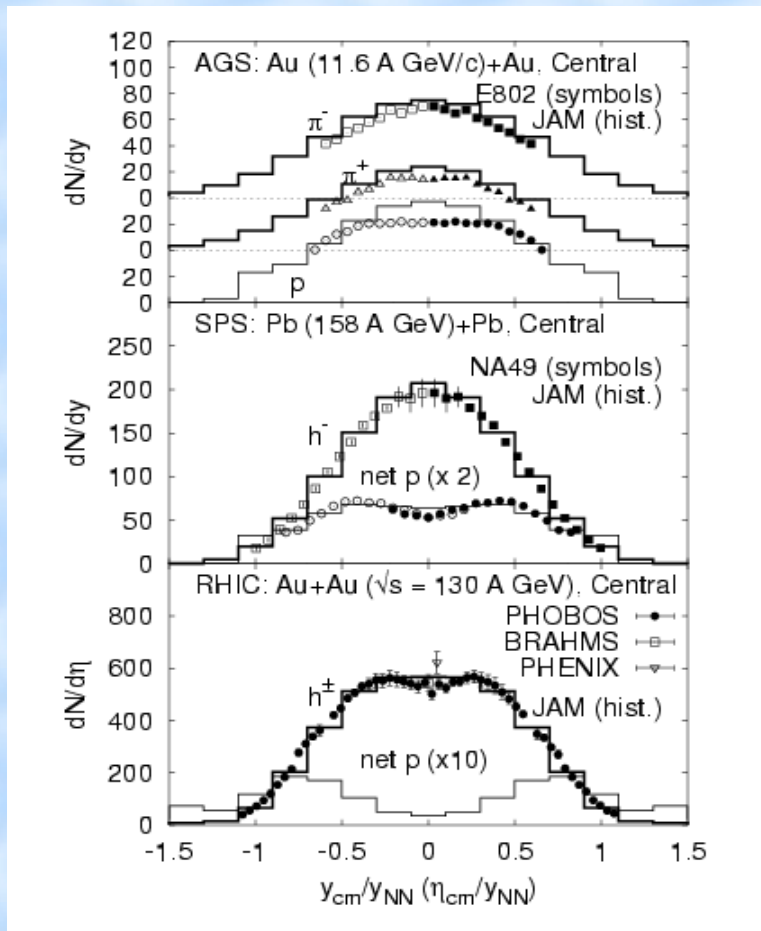 120
100
80
60
40
20
0
20
0
20
0
dN/dy
AGS: Au (11.6 A GeV/c)+Au, Central
E802 (symbols)
JAM (hist.)
π⁻
π⁺
p
250
200
150
100
50
0
dN/dy
SPS: Pb (158 A GeV)+Pb, Central
NA49 (symbols)
JAM (hist.)
h⁻
net p (x 2)
800
600
400
200
0
dN/dη
RHIC: Au+Au (√s = 130 A GeV), Central
PHOBOS
BRAHMS
PHENIX
JAM (hist.)
h±
net p (x10)
-1.5 -1 -0.5 0 0.5 1 1.5
y_cm/y_NN (η_cm/y_NN)